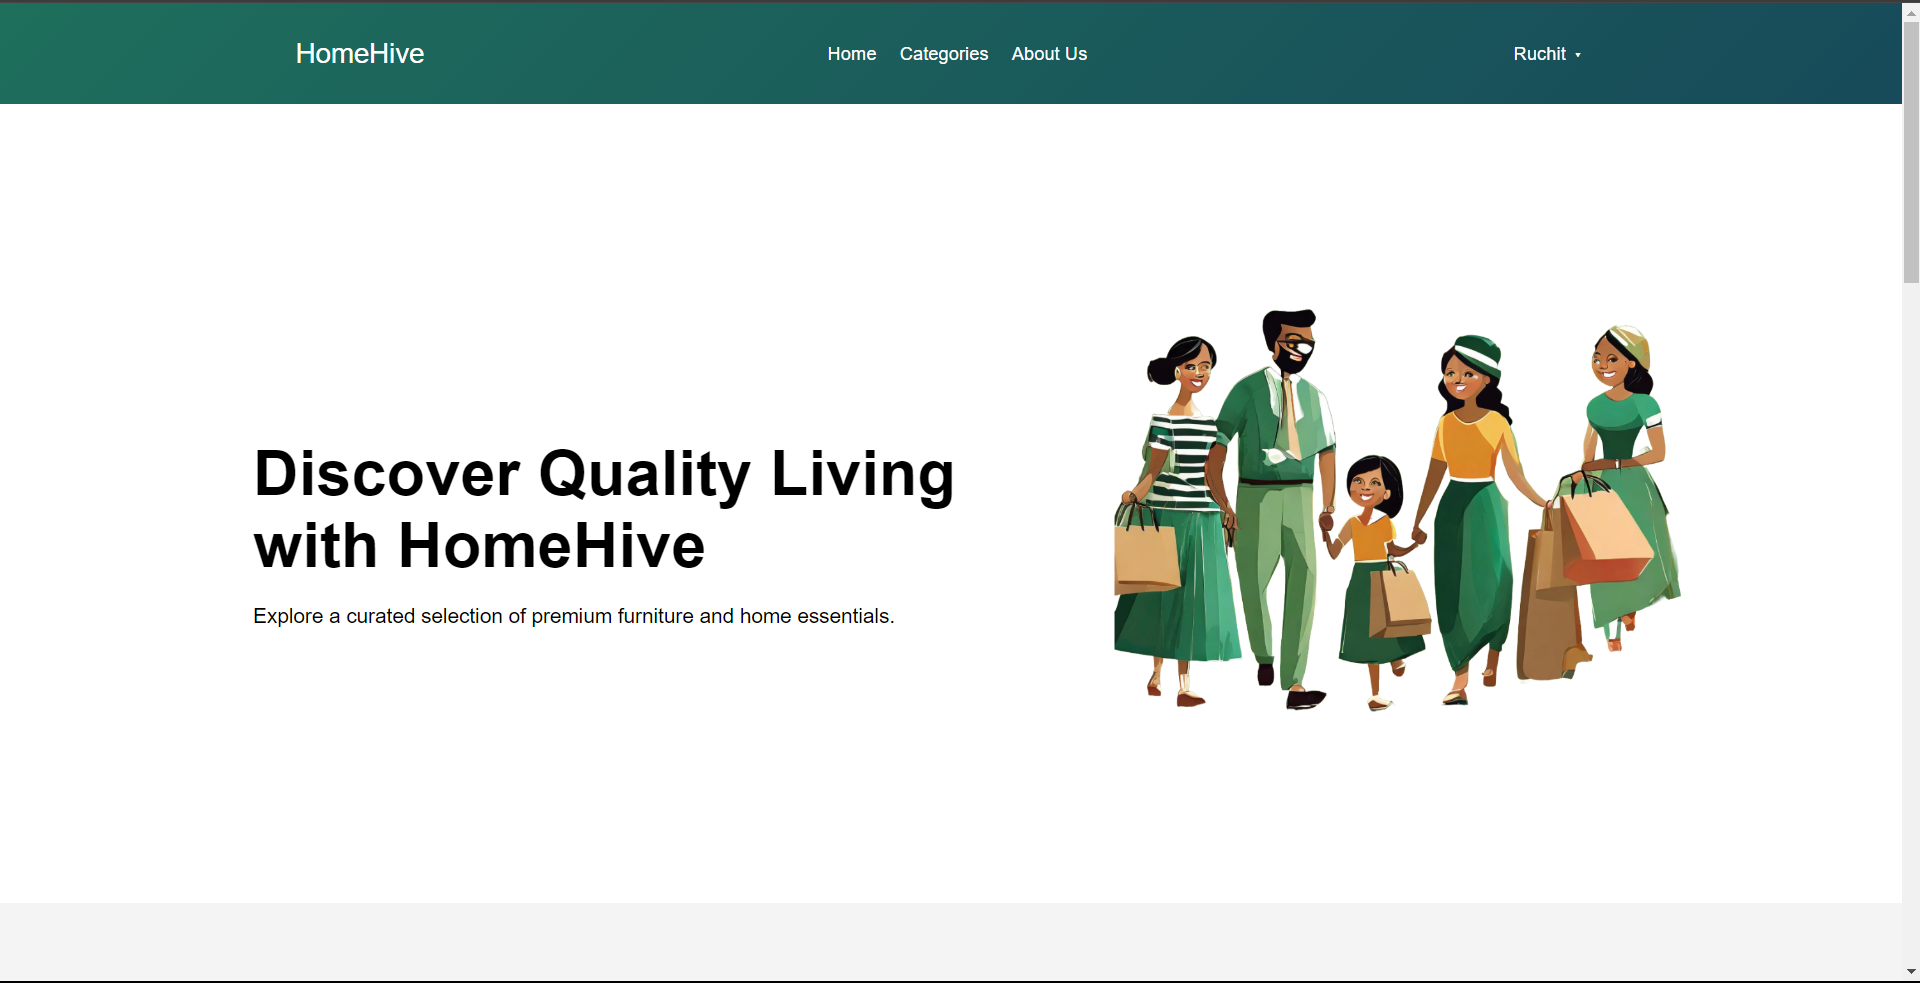 HomeHive
Home Categories About Us
Ruchit
Discover Quality Living
with HomeHive
Explore a curated selection of premium furniture and home essentials.